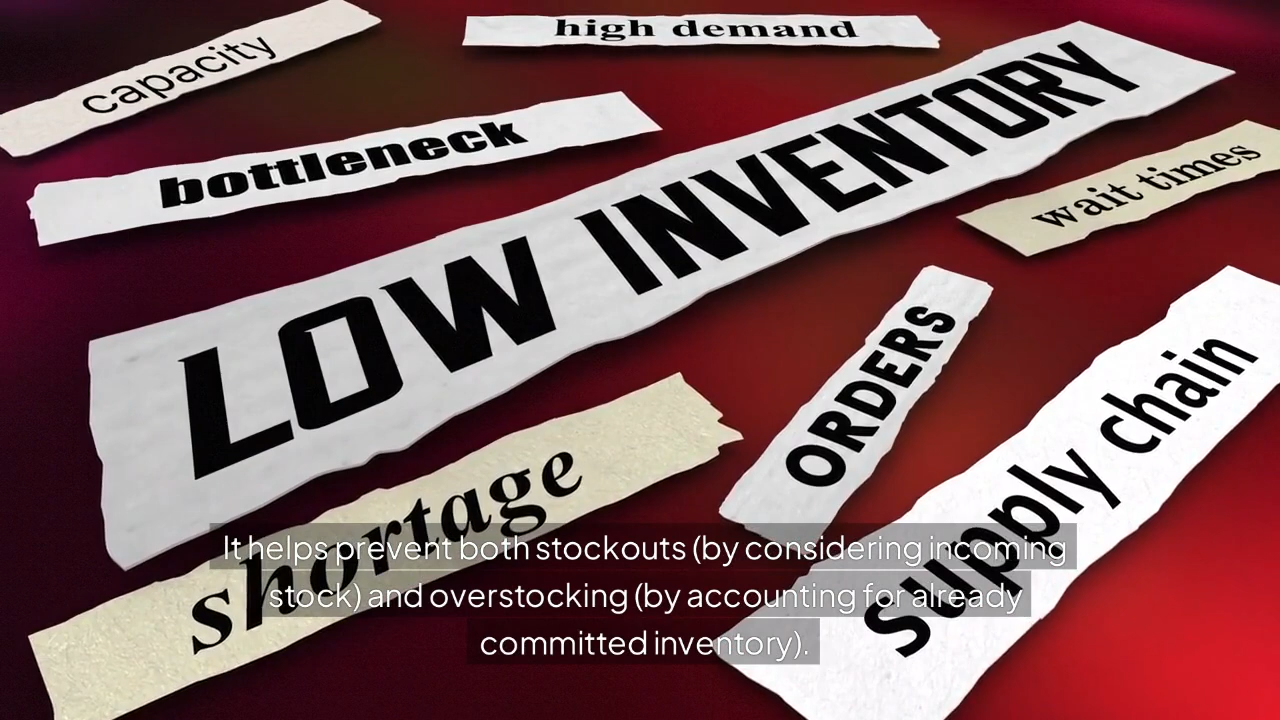 capacity
high demand
bottleneck
LOW INVENTORY
wait times
ORDERS
supply chain
shortage
It helps prevent both stockouts (by considering incoming
stock) and overstocking (by accounting for already
committed inventory).